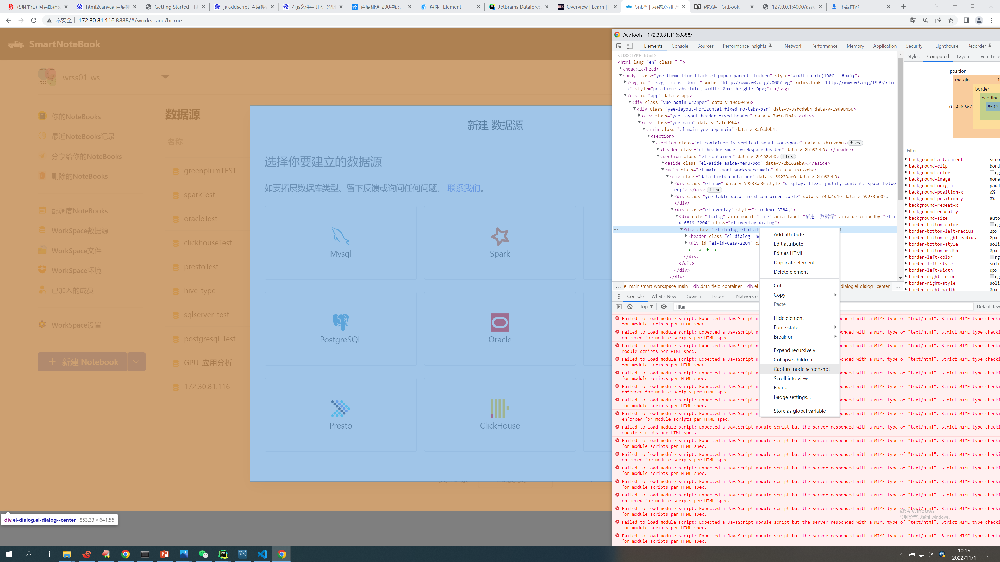 (5封未读) 网易邮箱6
html2canvas_百度搜
Getting Started - ht
js addscript_百度搜
在js文件中引入（调用
百度翻译-200种语言
组件 | Element
JetBrains Datalore:
Overview | Learn |
Snb™ | 为数据分析/
数据源 · GitBook
127.0.0.1:4000/asse
下载内容
不安全
172.30.81.116:8888/#/workspace/home
SmartNoteBook
wrss01-ws
你的NoteBooks
最近NoteBooks记录
分享给你的NoteBooks
删除的NoteBooks
配调度NoteBooks
WorkSpace数据源
WorkSpace文件
WorkSpace环境
已加入的成员
WorkSpace设置
新建 Notebook
数据源
名称
greenplumTEST
sparkTest
oracleTest
clickhouseTest
prestoTest
hive_type
sqlserver_test
postgresql_Test
GPU_应用分析
172.30.81.116
新建 数据源
选择你要建立的数据源
如要拓展数据库类型、留下反馈或询问任何问题， 联系我们。
Mysql
Spark
PostgreSQL
Oracle
Presto
ClickHouse
div.el-dialog.el-dialog--center 853.33 × 641.56
DevTools - 172.30.81.116:8888/
Elements Console Sources Performance insights Network Performance Memory Application Security Lighthouse Recorder
<!DOCTYPE html>
<html lang="en" class=" ">
<head>…</head>
<body class="yee-theme-blue-black el-popup-parent--hidden" style="width: calc(100% - 8px);">
<svg id="__svg__icons__dom__" xmlns="http://www.w3.org/2000/svg" xmlns:link="http://www.w3.org/1999/xlin
k" style="position: absolute; width: 0px; height: 0px;">…</svg>
<div id="app" data-v-app>
<div class="vue-admin-wrapper" data-v-19d00456>
<div class="yee-layout-horizontal fixed no-tabs-bar" data-v-3afcd9b4 data-v-19d00456>
<div class="yee-layout-header fixed-header" data-v-3afcd9b4>…</div>
<div class="yee-main" data-v-3afcd9b4>
<main class="el-main yee-app-main" data-v-3afcd9b4>
<section>
<section class="el-container is-vertical smart-workspace" data-v-2b162eb0> flex
<header class="el-header smart-workspace-header" data-v-2b162eb0>…</header>
<section class="el-container" data-v-2b162eb0> flex
<aside class="el-aside aside-memu-box" data-v-2b162eb0>…</aside>
<main class="el-main smart-workspace-main" data-v-2b162eb0>
<div class="data-field-container" data-v-59233ae0 data-v-2b162eb0>
<div class="el-row" data-v-59233ae0 style="display: flex; justify-content: space-betwe
en;">…</div> flex
<div class="yee-table data-field-container-table" data-v-74da1d1e data-v-59233ae0>…
</div>
<div class="el-overlay" style="z-index: 3384;">
<div role="dialog" aria-modal="true" aria-label="新建 数据源" aria-describedby="el-i
d-6819-2204" class="el-overlay-dialog">
<div class="el-dialog el-dialo
<header class="el-dialog__he
<div id="el-id-6819-2204" cl
<!--v-if-->
</div>
</div>
</div>
</div>
… el-main.smart-workspace-main div.data-field-container div.el- -dialog.el-dialog--center …
Add attribute
Edit attribute
Edit as HTML
Duplicate element
Delete element
Cut
Copy
Paste
Hide element
Force state
Break on
Expand recursively
Collapse children
Capture node screenshot
Scroll into view
Focus
Badge settings...
Store as global variable
Styles Computed Layout Event Liste
position
margin 1
border
padding
0 426.667 – – 853.33
Filter
background-attachment scro
background-clip bord
background-color rg
background-image none
background-origin padd
background-position-x 0%
background-position-y 0%
background-repeat-x
background-repeat-y
background-size auto
border-bottom-color rg
border-bottom-left-radius 2px
border-bottom-right-radius 2px
border-bottom-style soli
border-bottom-width 0px
border-left-color rg
border-left-style soli
border-left-width 0px
border-right-color rg
border-right-style soli
border-right-width 0px
Console What's New Search Issues Network co
top Filter Default leve
Failed to load module script: Expected a JavaScript mo ponded with a MIME type of "text/html". Strict MIME type checki
for module scripts per HTML spec.
Failed to load module script: Expected a JavaScript mo ponded with a MIME type of "text/html". Strict MIME type checki
enforced for module scripts per HTML spec.
Failed to load module script: Expected a JavaScript mo ponded with a MIME type of "text/html". Strict MIME type checki
module scripts per HTML spec.
Failed to load module script: Expected a JavaScript mo ponded with a MIME type of "text/html". Strict MIME type checki
for module scripts per HTML spec.
Failed to load module script: Expected a JavaScript mo ponded with a MIME type of "text/html". Strict MIME type checki
for module scripts per HTML spec.
Failed to load module script: Expected a JavaScript mo ponded with a MIME type of "text/html". Strict MIME type checki
enforced for module scripts per HTML spec.
Failed to load module script: Expected a JavaScript mo ponded with a MIME type of "text/html". Strict MIME type checki
for module scripts per HTML spec.
Failed to load module script: Expected a JavaScript mo ponded with a MIME type of "text/html". Strict MIME type checki
enforced for module scripts per HTML spec.
Failed to load module script: Expected a JavaScript module script but the server responded with a MIME type of "text/html". Strict MIME type checki
module scripts per HTML spec.
Failed to load module script: Expected a JavaScript module script but the server responded with a MIME type of "text/html". Strict MIME type checki
for module scripts per HTML spec.
Failed to load module script: Expected a JavaScript module script but the server responded with a MIME type of "text/html". Strict MIME type checki
enforced for module scripts per HTML spec.
Failed to load module script: Expected a JavaScript module script but the server responded with a MIME type of "text/html". Strict MIME type checki
for module scripts per HTML spec.
Failed to load module script: Expected a JavaScript module script but the server responded with a MIME type of "text/html". Strict MIME type checki
for module scripts per HTML spec.
Failed to load module script: Expected a JavaScript module script but the server responded with a MIME type of "text/html". Strict MIME type checki
enforced for module scripts per HTML spec.
Failed to load module script: Expected a JavaScript module script but the server responded with a MIME type of "text/html". Strict MIME type checki
for module scripts per HTML spec.
Failed to load module script: Expected a JavaScript module script but the server responded with a MIME type of "text/html". Strict MIME type checki
for module scripts per HTML spec.
Failed to load module script: Expected a JavaScript module script but the server responded with a MIME type of "text/html". Strict MIME type checki
for module scripts per HTML spec.
激活 Windows
转到"设置"以激活 Windows。
10:15
2022/11/1